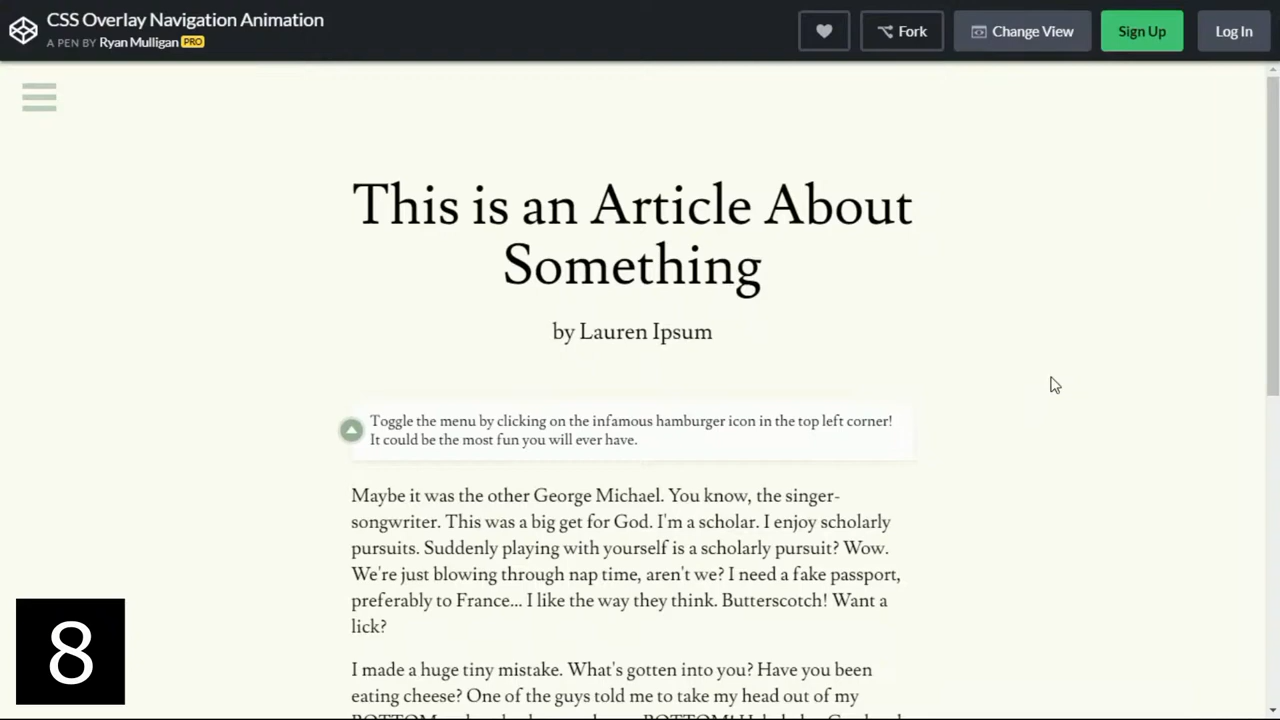 CSS Overlay Navigation Animation
A PEN BY Ryan Mulligan PRO
Fork
Change View
Sign Up
Log In
This is an Article About
Something
by Lauren Ipsum
Toggle the menu by clicking on the infamous hamburger icon in the top left corner!
It could be the most fun you will ever have.
Maybe it was the other George Michael. You know, the singer-
songwriter. This was a big get for God. I'm a scholar. I enjoy scholarly
pursuits. Suddenly playing with yourself is a scholarly pursuit? Wow.
We're just blowing through nap time, aren't we? I need a fake passport,
preferably to France... I like the way they think. Butterscotch! Want a
lick?
I made a huge tiny mistake. What's gotten into you? Have you been
eating cheese? One of the guys told me to take my head out of my
8